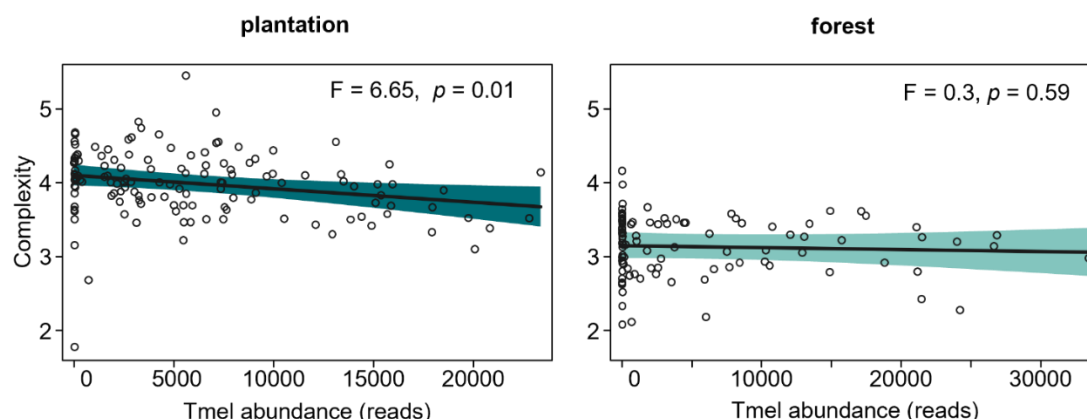 plantation
F = 6.65, p = 0.01
Complexity
5
4
3
2
0 5000 10000 15000 20000
Tmel abundance (reads)
forest
F = 0.3, p = 0.59
5
4
3
2
0 10000 20000 30000
Tmel abundance (reads)